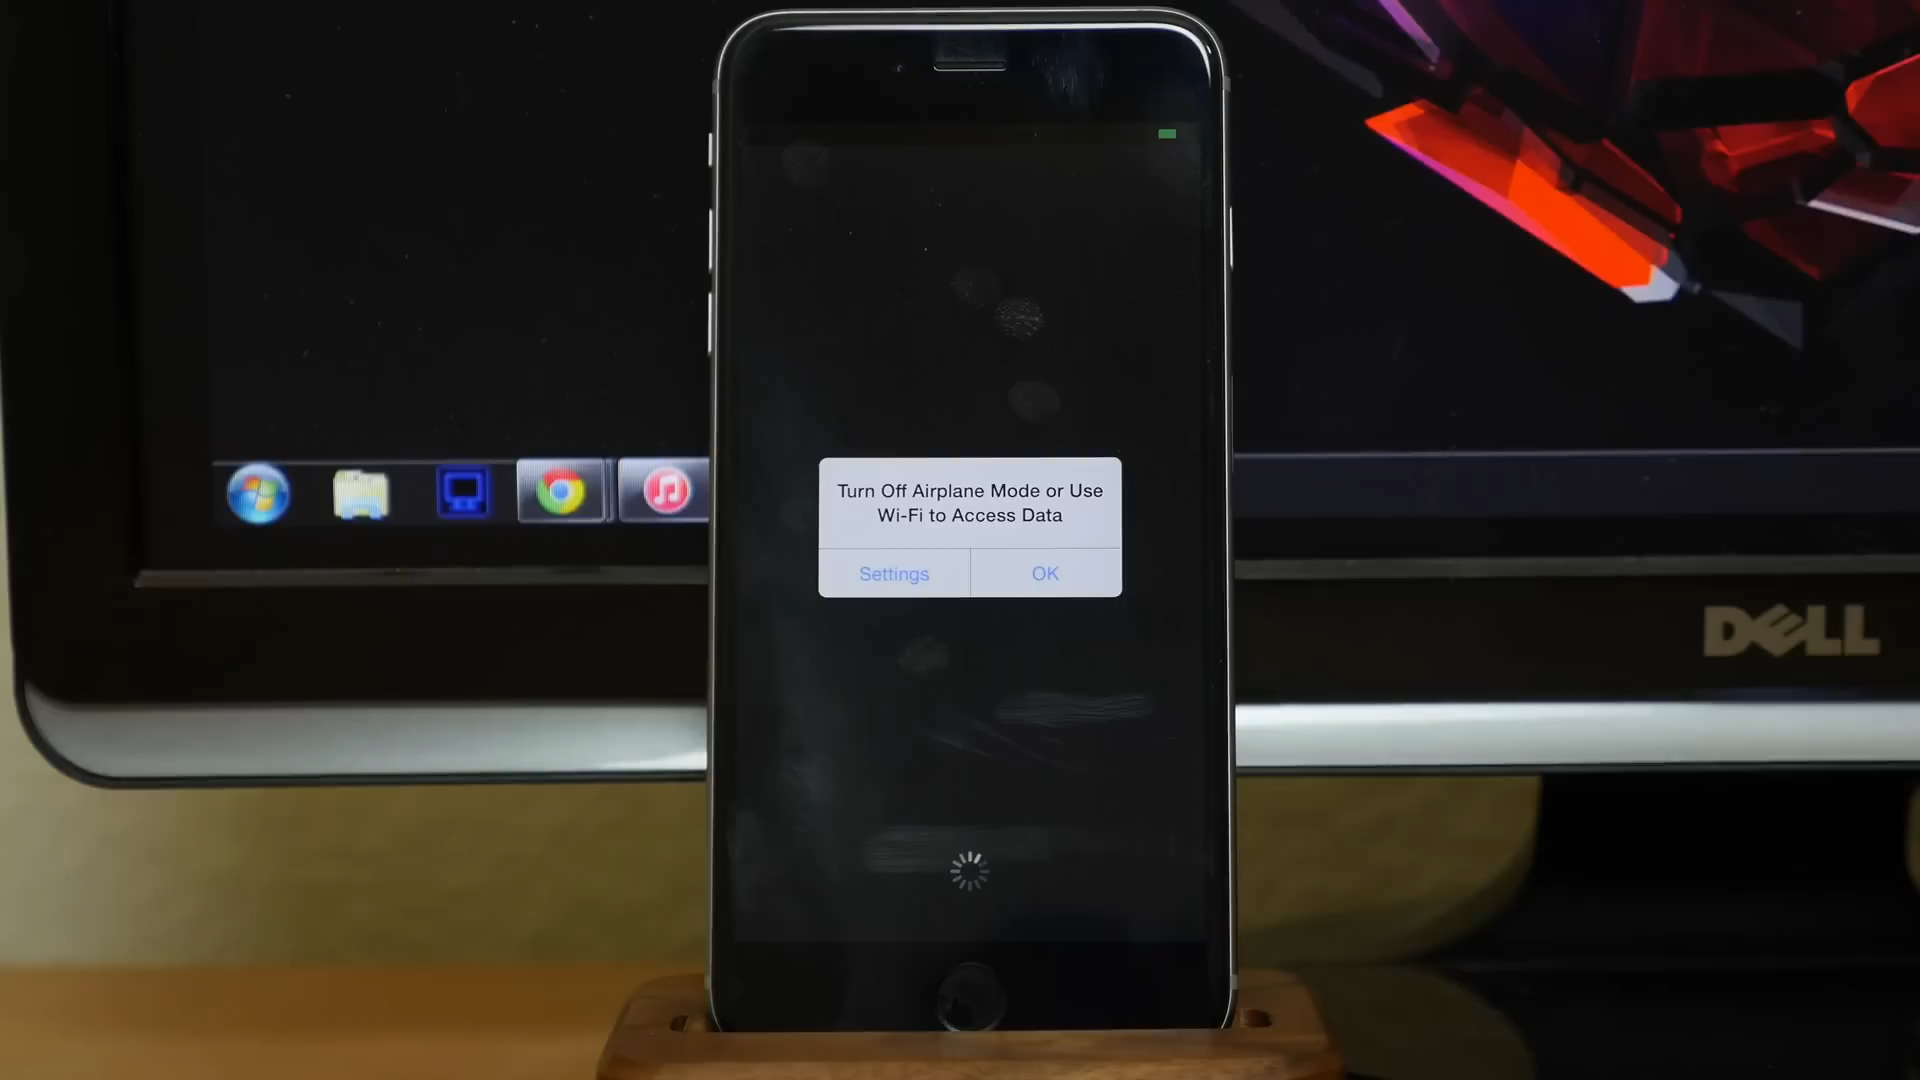 Turn Off Airplane Mode or Use
Wi-Fi to Access Data
Settings
OK
DELL